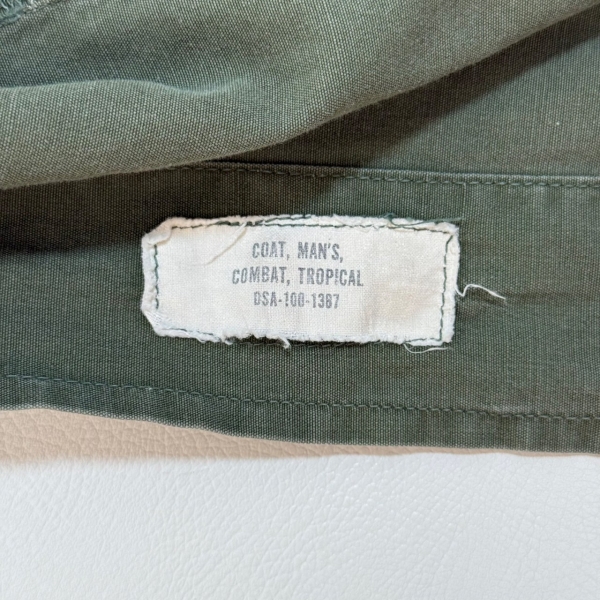 COAT, MAN'S,
COMBAT, TROPICAL
DSA-100-1387